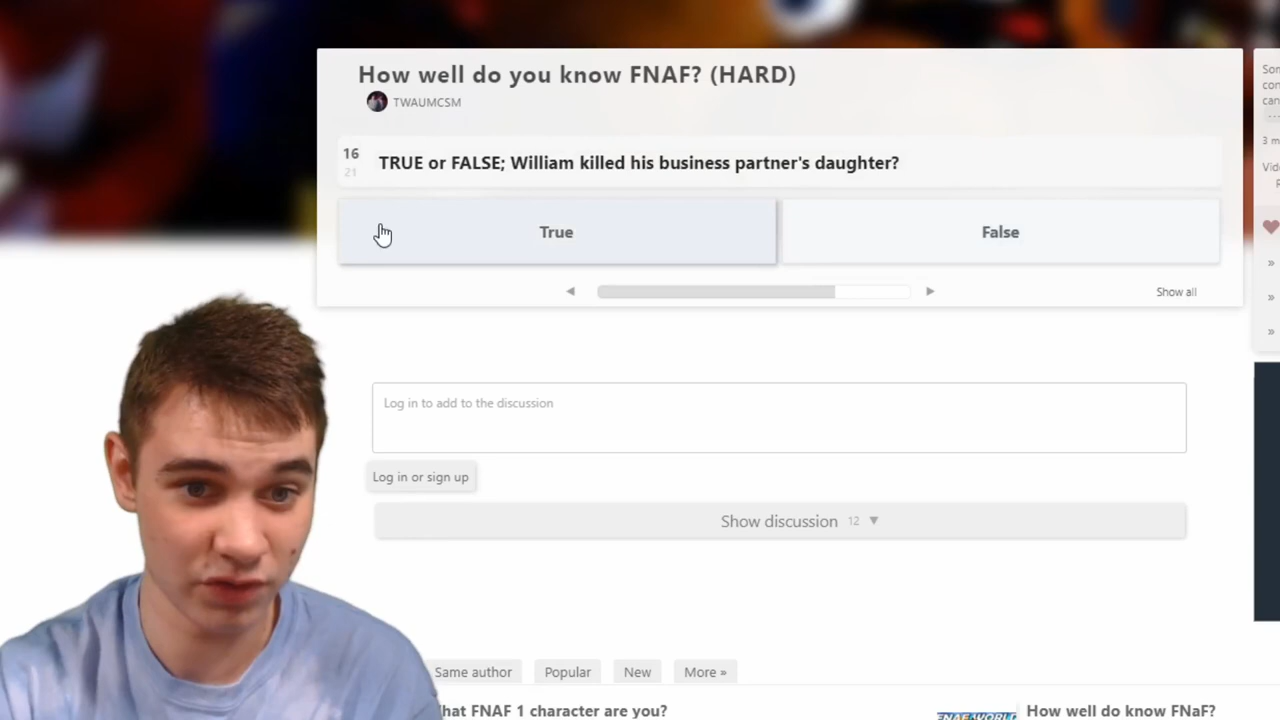 How well do you know FNAF? (HARD)
TWAUMCSM
16
21
TRUE or FALSE; William killed his business partner's daughter?
True
False
Show all
Log in to add to the discussion
Log in or sign up
Show discussion 12
Same author
Popular
New
More »
hat FNAF 1 character are you?
How well do know FNaF?